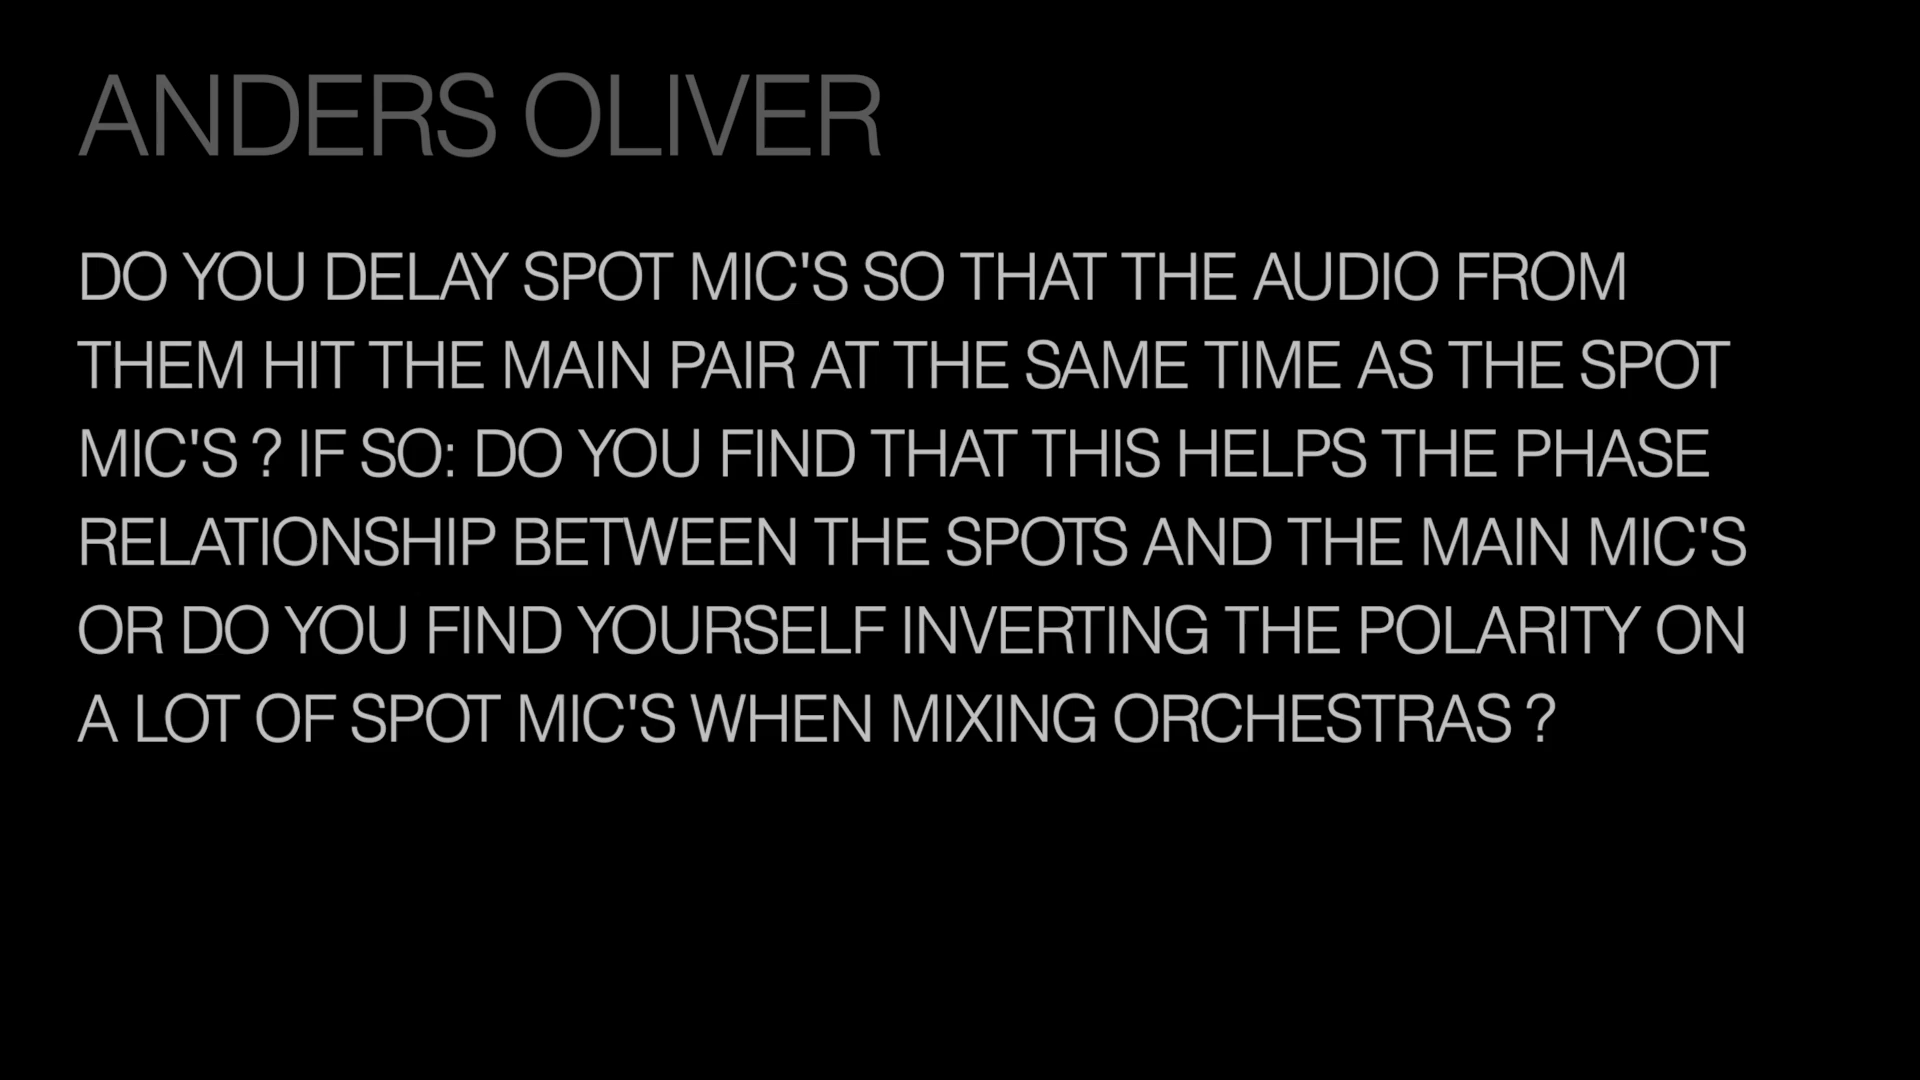 ANDERS OLIVER
DO YOU DELAY SPOT MIC'S SO THAT THE AUDIO FROM
THEM HIT THE MAIN PAIR AT THE SAME TIME AS THE SPOT
MIC'S ? IF SO: DO YOU FIND THAT THIS HELPS THE PHASE
RELATIONSHIP BETWEEN THE SPOTS AND THE MAIN MIC'S
OR DO YOU FIND YOURSELF INVERTING THE POLARITY ON
A LOT OF SPOT MIC'S WHEN MIXING ORCHESTRAS ?